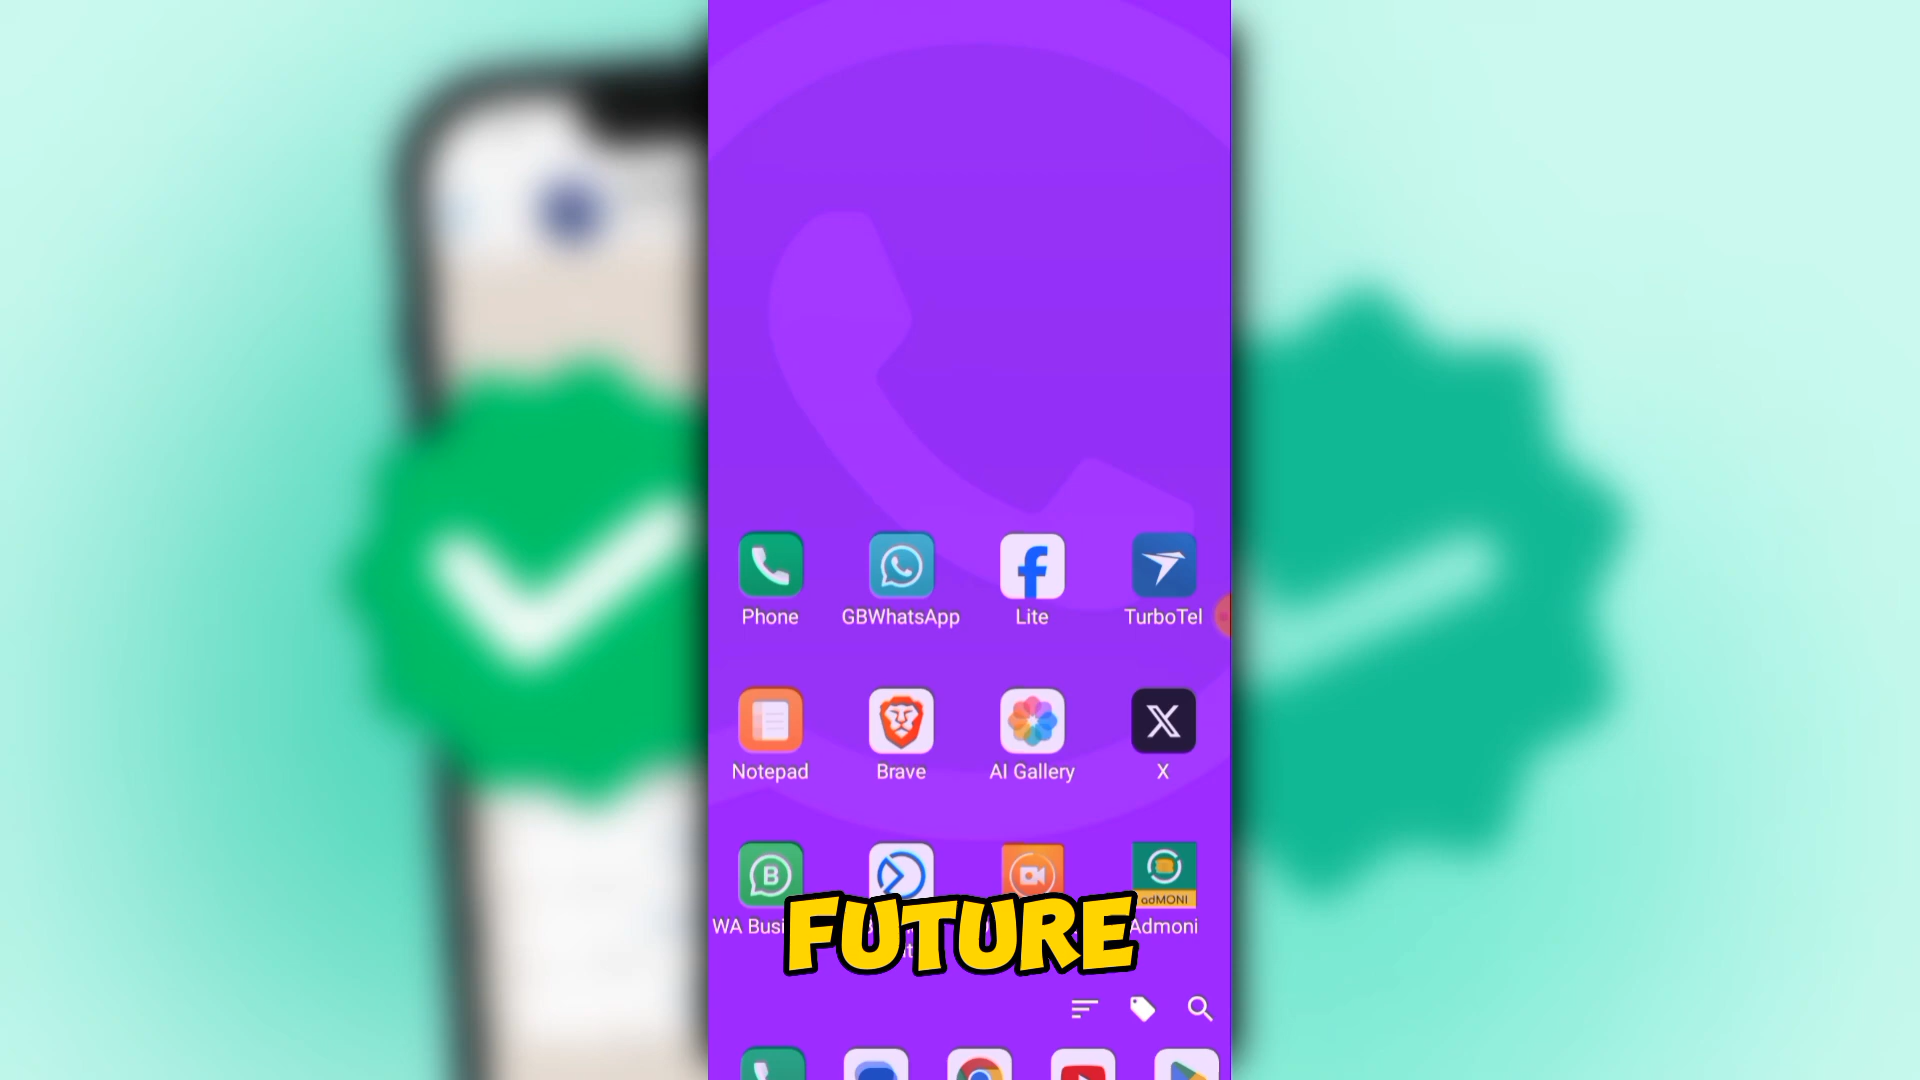 Phone GBWhatsApp Lite TurboTel
Notepad Brave AI Gallery X
B
adMONI
WA Busi Admoni
FUTURE